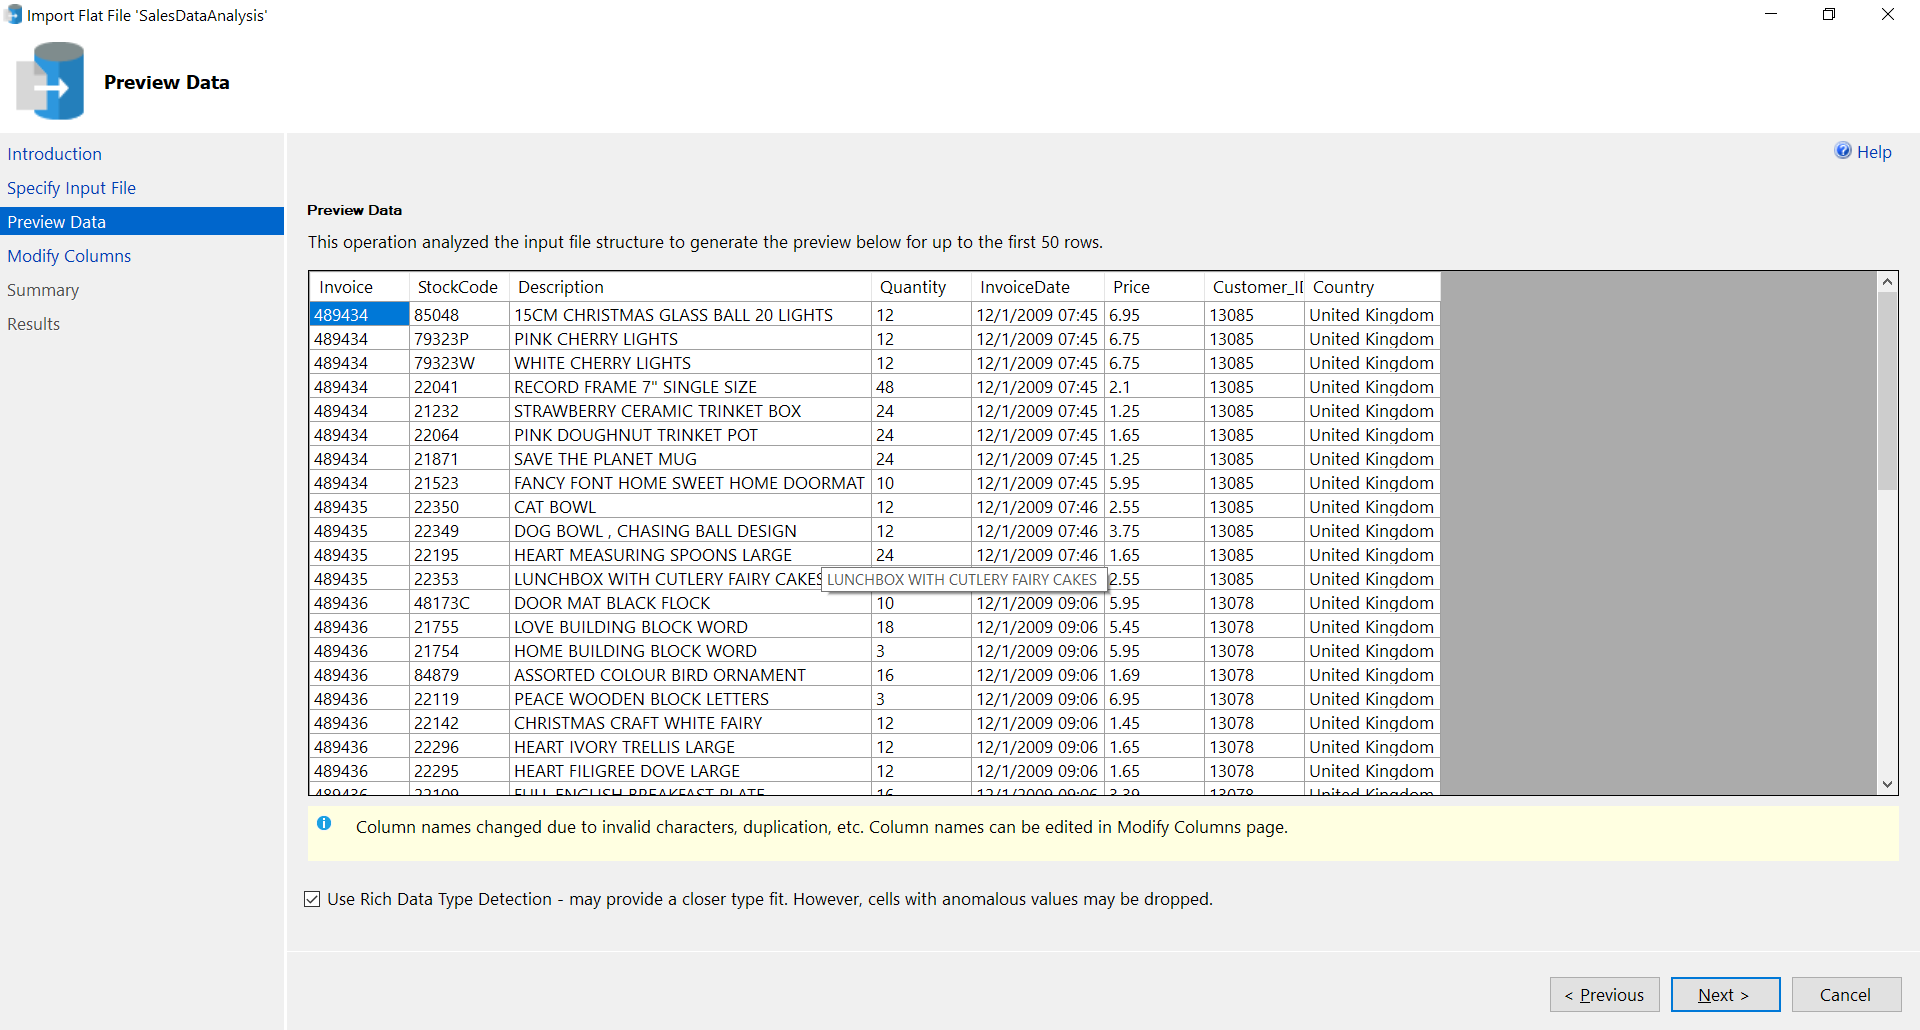 Import Flat File 'SalesDataAnalysis'
Preview Data
Introduction
Specify Input File
Preview Data
Modify Columns
Summary
Results
Help
Preview Data
This operation analyzed the input file structure to generate the preview below for up to the first 50 rows.
Invoice StockCode Description Quantity InvoiceDate Price Customer_II Country
489434 85048 15CM CHRISTMAS GLASS BALL 20 LIGHTS 12 12/1/2009 07:45 6.95 13085 United Kingdom
489434 79323P PINK CHERRY LIGHTS 12 12/1/2009 07:45 6.75 13085 United Kingdom
489434 79323W WHITE CHERRY LIGHTS 12 12/1/2009 07:45 6.75 13085 United Kingdom
489434 22041 RECORD FRAME 7" SINGLE SIZE 48 12/1/2009 07:45 2.1 13085 United Kingdom
489434 21232 STRAWBERRY CERAMIC TRINKET BOX 24 12/1/2009 07:45 1.25 13085 United Kingdom
489434 22064 PINK DOUGHNUT TRINKET POT 24 12/1/2009 07:45 1.65 13085 United Kingdom
489434 21871 SAVE THE PLANET MUG 24 12/1/2009 07:45 1.25 13085 United Kingdom
489434 21523 FANCY FONT HOME SWEET HOME DOORMAT 10 12/1/2009 07:45 5.95 13085 United Kingdom
489435 22350 CAT BOWL 12 12/1/2009 07:46 2.55 13085 United Kingdom
489435 22349 DOG BOWL , CHASING BALL DESIGN 12 12/1/2009 07:46 3.75 13085 United Kingdom
489435 22195 HEART MEASURING SPOONS LARGE 24 12/1/2009 07:46 1.65 13085 United Kingdom
489435 22353 LUNCHBOX WITH CUTLERY FAIRY CAKES LUNCHBOX WITH CUTLERY FAIRY CAKES 2.55 13085 United Kingdom
489436 48173C DOOR MAT BLACK FLOCK 10 12/1/2009 09:06 5.95 13078 United Kingdom
489436 21755 LOVE BUILDING BLOCK WORD 18 12/1/2009 09:06 5.45 13078 United Kingdom
489436 21754 HOME BUILDING BLOCK WORD 3 12/1/2009 09:06 5.95 13078 United Kingdom
489436 84879 ASSORTED COLOUR BIRD ORNAMENT 16 12/1/2009 09:06 1.69 13078 United Kingdom
489436 22119 PEACE WOODEN BLOCK LETTERS 3 12/1/2009 09:06 6.95 13078 United Kingdom
489436 22142 CHRISTMAS CRAFT WHITE FAIRY 12 12/1/2009 09:06 1.45 13078 United Kingdom
489436 22296 HEART IVORY TRELLIS LARGE 12 12/1/2009 09:06 1.65 13078 United Kingdom
489436 22295 HEART FILIGREE DOVE LARGE 12 12/1/2009 09:06 1.65 13078 United Kingdom
489436 22109 FULL ENGLISH BREAKFAST PLATE 16 12/1/2009 09:06 3.39 13078 United Kingdom
Column names changed due to invalid characters, duplication, etc. Column names can be edited in Modify Columns page.
Use Rich Data Type Detection - may provide a closer type fit. However, cells with anomalous values may be dropped.
< Previous Next > Cancel